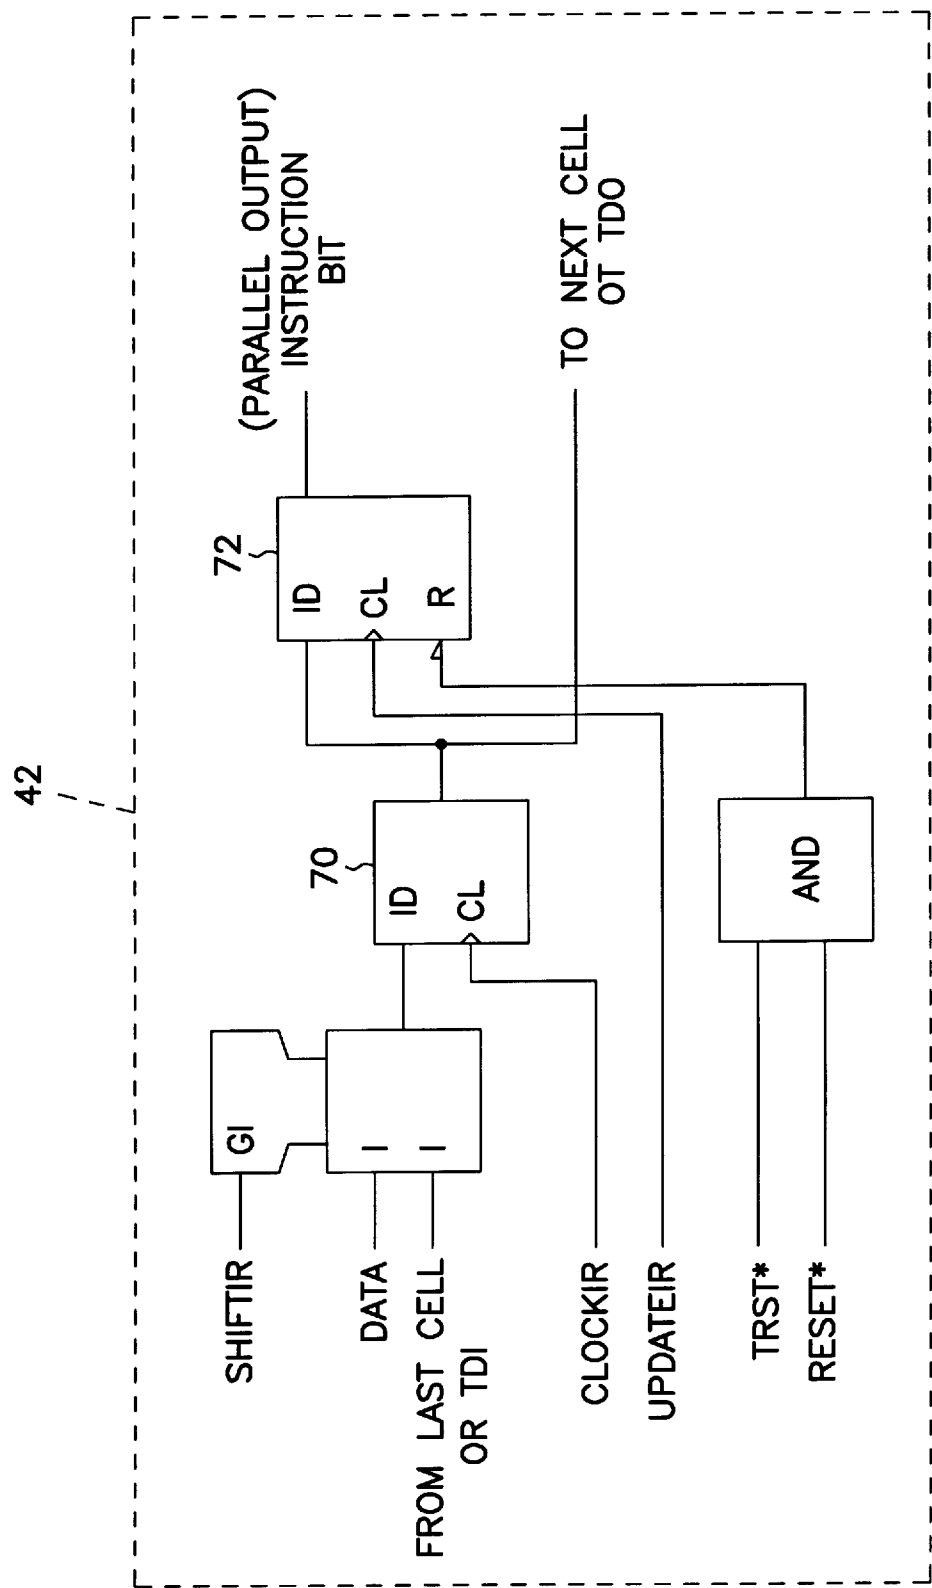 42
SHIFTIR
GI
DATA
I
FROM LAST CELL
OR TDI
I
CLOCKIR
UPDATEIR
TRST*
RESET*
70
ID
CL
AND
72
ID
CL
R
(PARALLEL OUTPUT)
INSTRUCTION
BIT
TO NEXT CELL
OT TDO